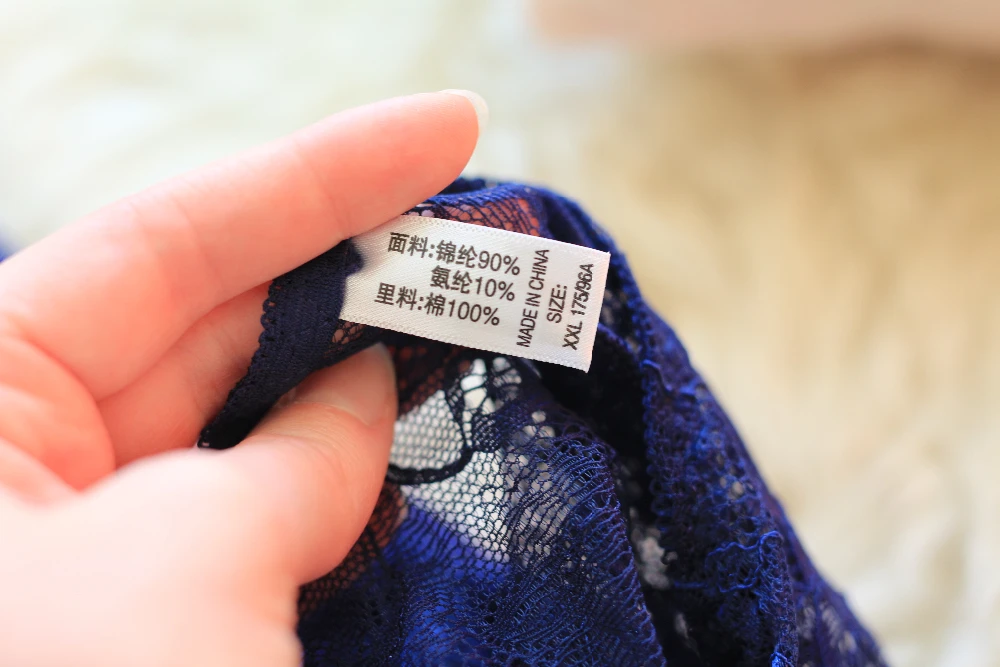 面料:锦纶90%
氨纶10%
里料:棉100%
MADE IN CHINA
SIZE:
XXL 175/96A